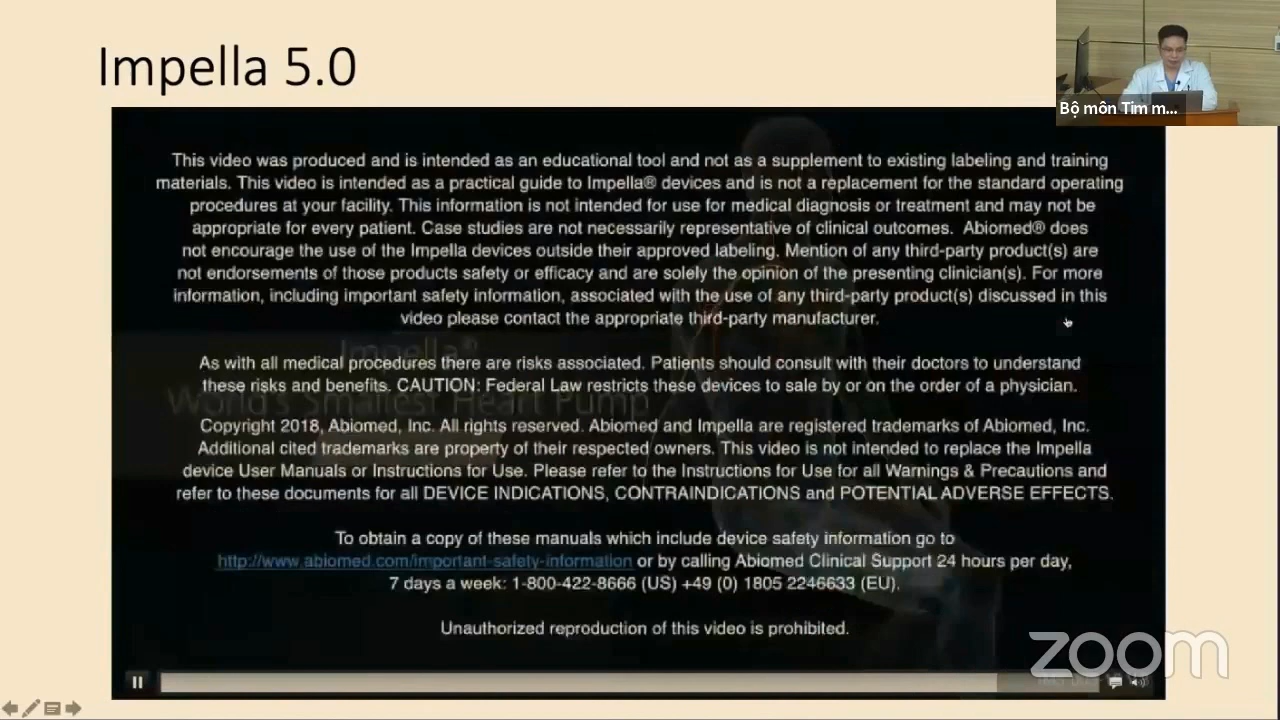 Impella 5.0
Bộ môn Tim m...
This video was produced and is intended as an educational tool and not as a supplement to existing labeling and training
materials. This video is intended as a practical guide to Impella® devices and is not a replacement for the standard operating
procedures at your facility. This information is not intended for use for medical diagnosis or treatment and may not be
appropriate for every patient. Case studies are not necessarily representative of clinical outcomes. Abiomed® does
not encourage the use of the Impella devices outside their approved labeling. Mention of any third-party product(s) are
not endorsements of those products safety or efficacy and are solely the opinion of the presenting clinician(s). For more
information, including important safety information, associated with the use of any third-party product(s) discussed in this
video please contact the appropriate third-party manufacturer.
Impella®
World's Smallest Heart Pump
As with all medical procedures there are risks associated. Patients should consult with their doctors to understand
these risks and benefits. CAUTION: Federal Law restricts these devices to sale by or on the order of a physician.
Copyright 2018, Abiomed, Inc. All rights reserved. Abiomed and Impella are registered trademarks of Abiomed, Inc.
Additional cited trademarks are property of their respected owners. This video is not intended to replace the Impella
device User Manuals or Instructions for Use. Please refer to the Instructions for Use for all Warnings & Precautions and
refer to these documents for all DEVICE INDICATIONS, CONTRAINDICATIONS and POTENTIAL ADVERSE EFFECTS.
To obtain a copy of these manuals which include device safety information go to
http://www.abiomed.com/important-safety-information or by calling Abiomed Clinical Support 24 hours per day,
7 days a week: 1-800-422-8666 (US) +49 (0) 1805 2246633 (EU).
Unauthorized reproduction of this video is prohibited.
zoom